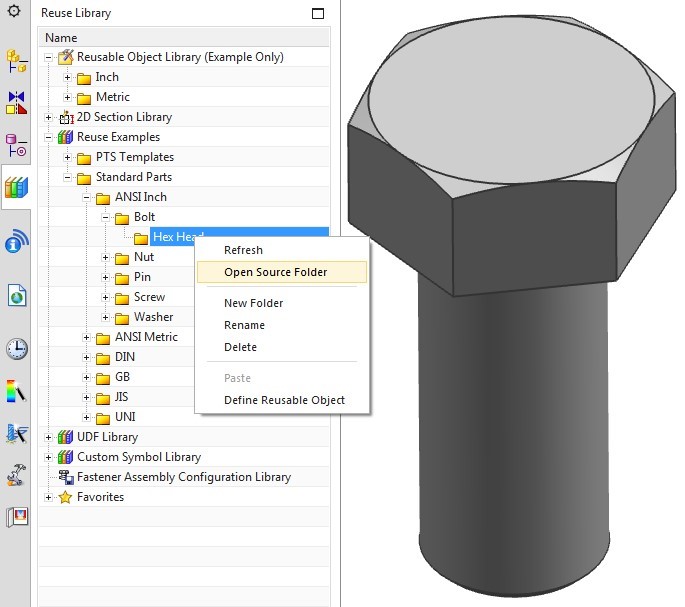 Reuse Library
Name
Reusable Object Library (Example Only)
Inch
Metric
2D Section Library
Reuse Examples
PTS Templates
Standard Parts
ANSI Inch
Bolt
Hex Head
Refresh
Nut
Open Source Folder
Pin
Screw
New Folder
Washer
Rename
ANSI Metric
Delete
DIN
GB
Paste
JIS
Define Reusable Object
UNI
UDF Library
Custom Symbol Library
Fastener Assembly Configuration Library
Favorites